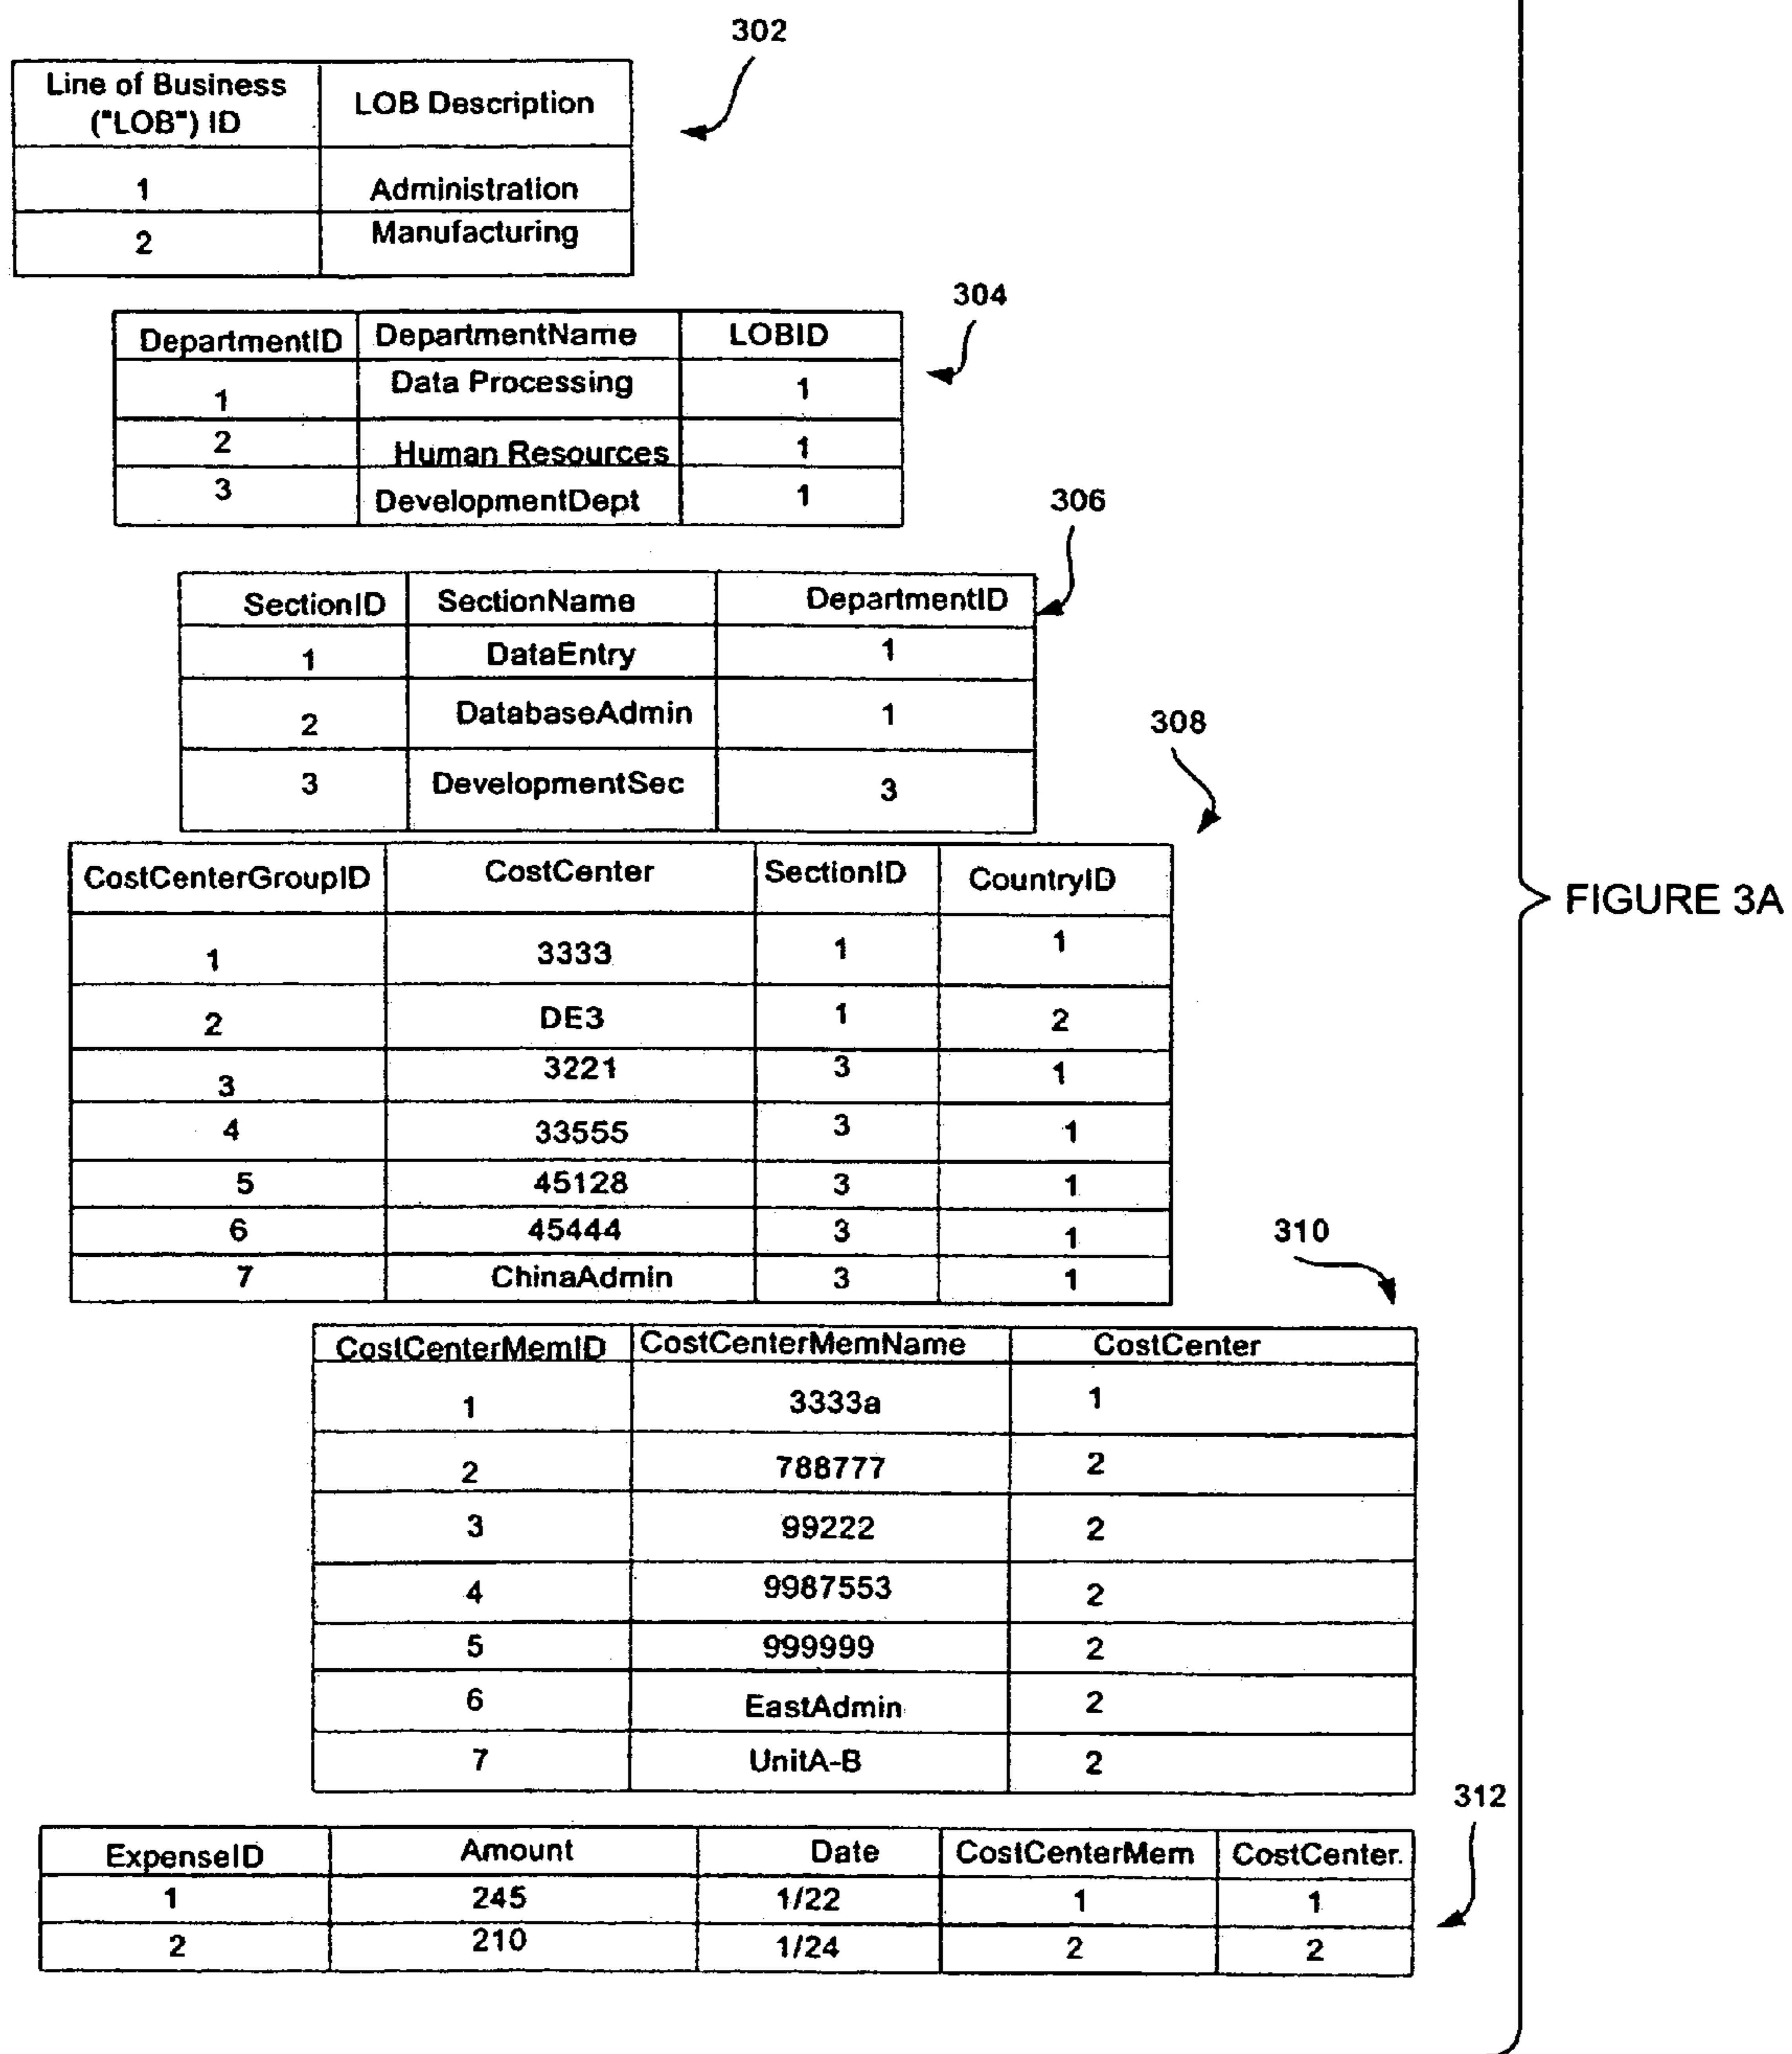 302
Line of Business ("LOB") ID LOB Description
1 Administration
2 Manufacturing
304
DepartmentID DepartmentName LOBID
1 Data Processing 1
2 Human Resources 1
3 DevelopmentDept 1
306
SectionID SectionName DepartmentID
1 DataEntry 1
2 DatabaseAdmin 1
3 DevelopmentSec 3
308
CostCenterGroupID CostCenter SectionID CountryID
1 3333 1 1
2 DE3 1 2
3 3221 3 1
4 33555 3 1
5 45128 3 1
6 45444 3 1
7 ChinaAdmin 3 1
310
CostCenterMemID CostCenterMemName CostCenter
1 3333a 1
2 788777 2
3 99222 2
4 9987553 2
5 999999 2
6 EastAdmin 2
7 UnitA-B 2
312
ExpenseID Amount Date CostCenterMem CostCenter.
1 245 1/22 1 1
2 210 1/24 2 2
FIGURE 3A